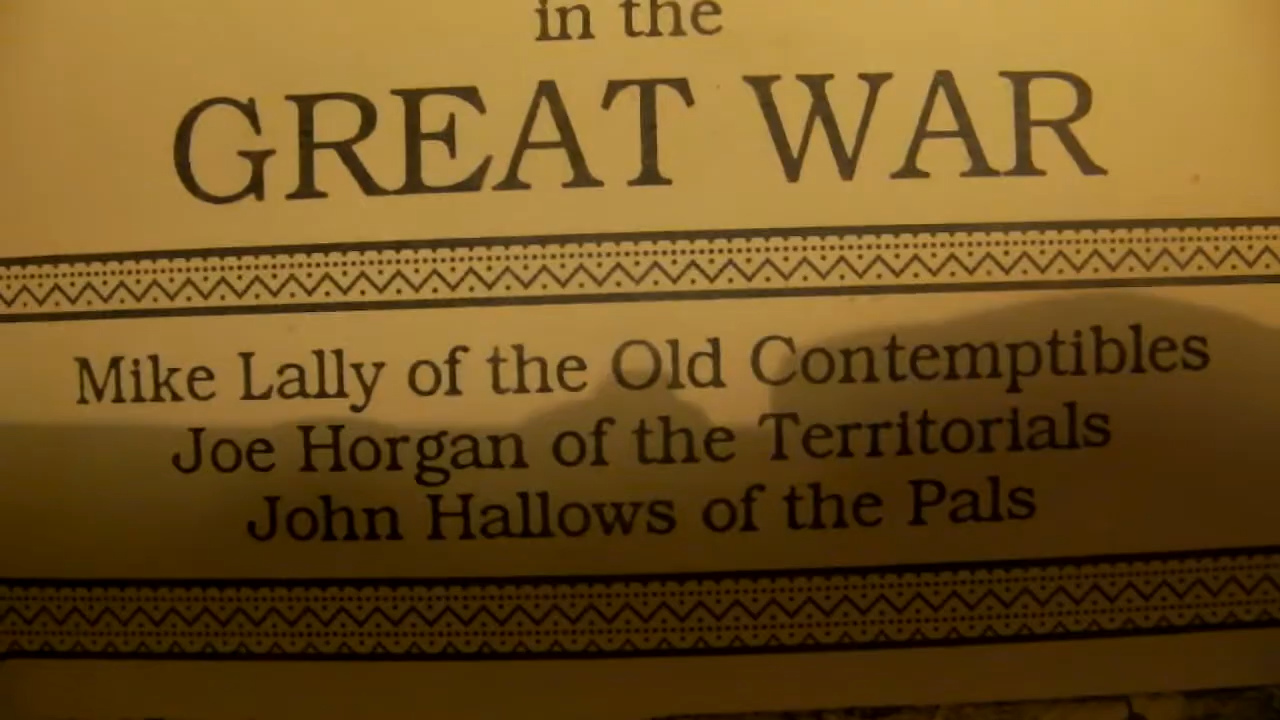 in the
GREAT WAR
Mike Lally of the Old Contemptibles
Joe Horgan of the Territorials
John Hallows of the Pals